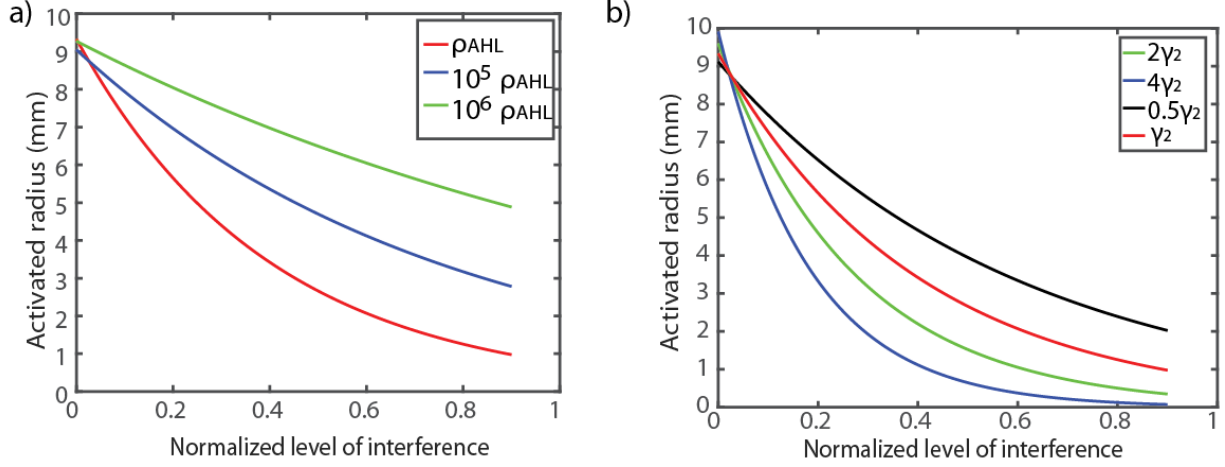 a)
10
9
8
7
6
5
4
3
2
1
0
Activated radius (mm)
0 0.2 0.4 0.6 0.8 1
Normalized level of interference
ρAHL
10⁵ ρAHL
10⁶ ρAHL
b)
10
9
8
7
6
5
4
3
2
1
0
Activated radius (mm)
0 0.2 0.4 0.6 0.8 1
Normalized level of interference
2γ₂
4γ₂
0.5γ₂
γ₂